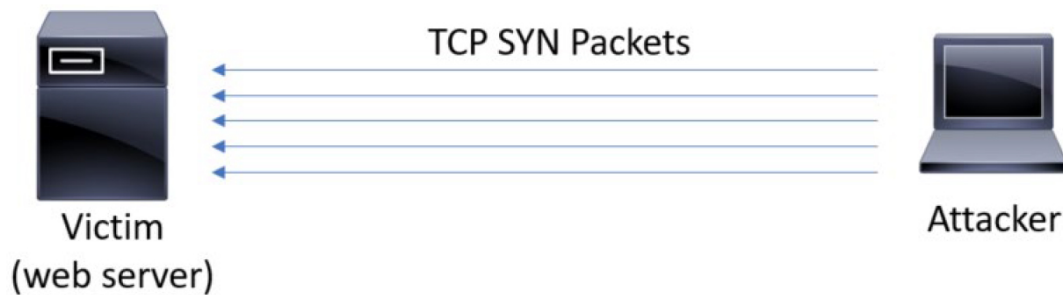 TCP SYN Packets
Victim
(web server)
Attacker